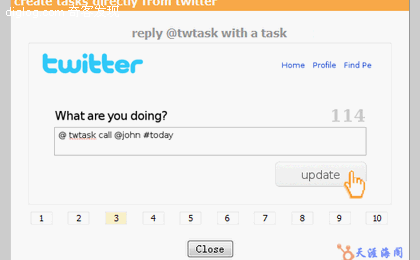 create tasks directly from twitter
reply @twtask with a task
twitter
Home Profile Find Pe
What are you doing?
114
@ twtask call @john #today
update
1 2 3 4 5 6 7 8 9 10
Close
天涯海阁